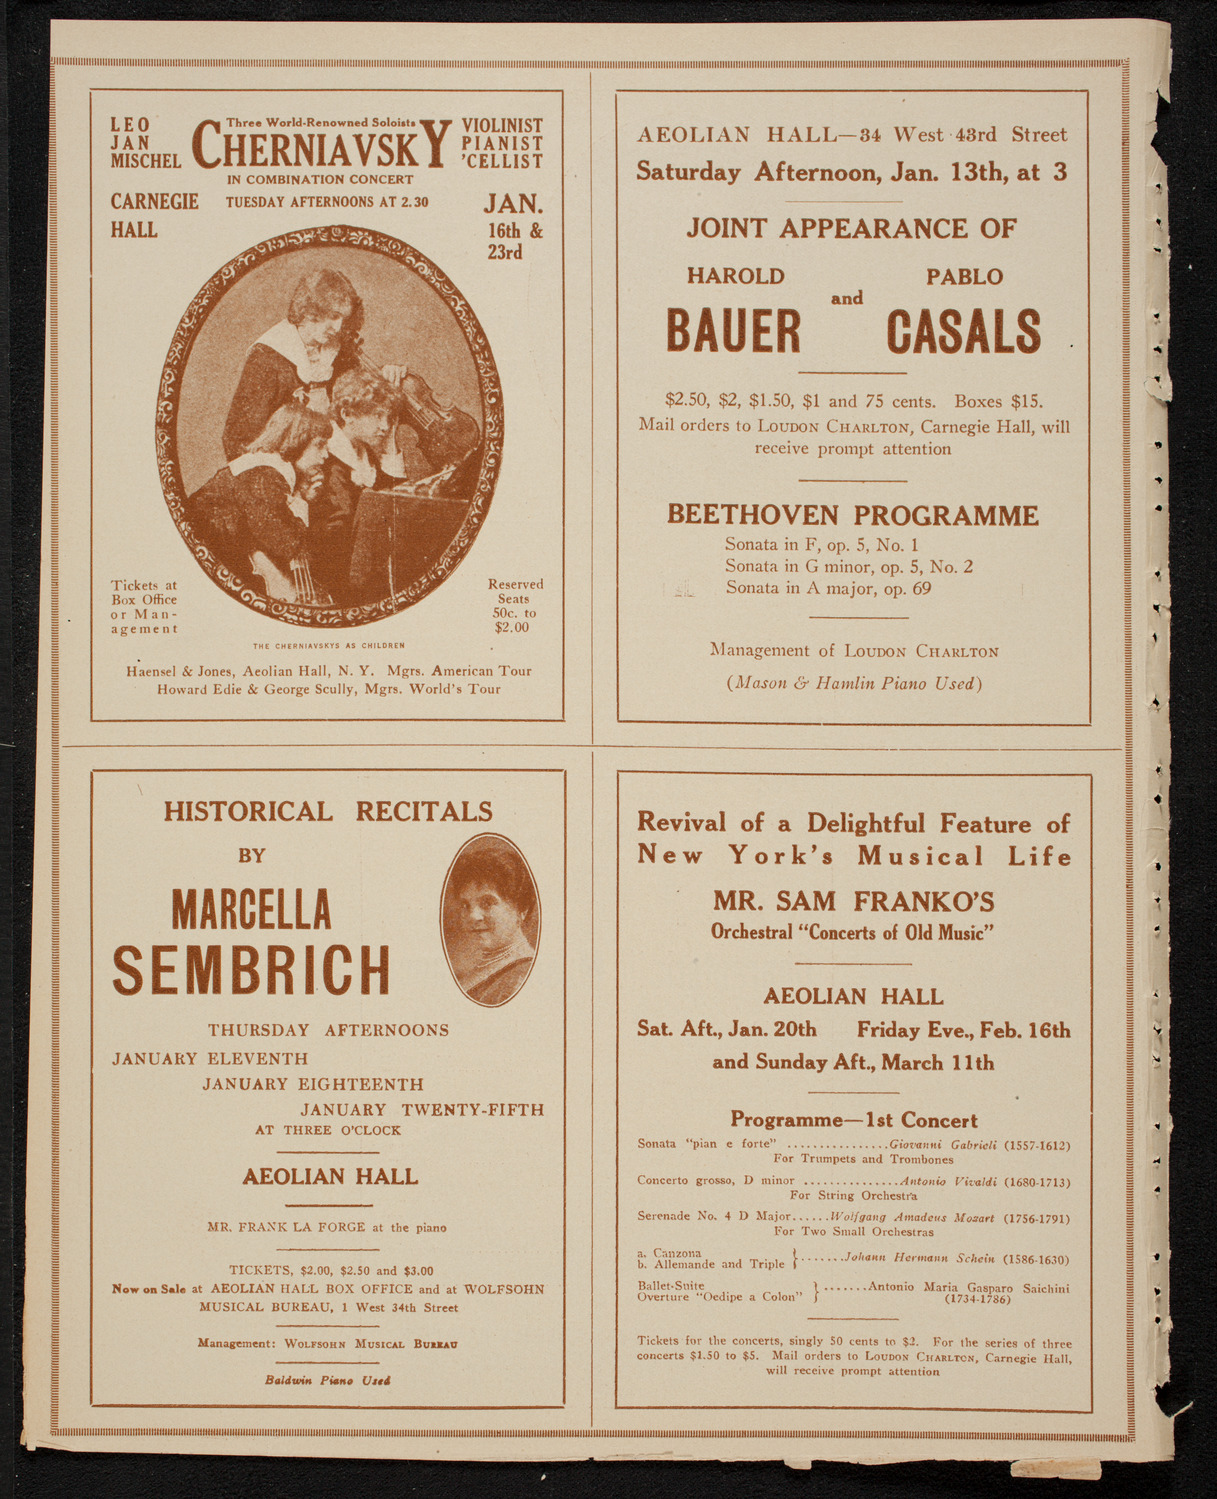 LEO
JAN
MISCHEL
Three World-Renowned Soloists
CHERNIAVSKY
VIOLINIST
PIANIST
'CELLIST
IN COMBINATION CONCERT
CARNEGIE
HALL
TUESDAY AFTERNOONS AT 2.30
JAN.
16th &
23rd
Tickets at
Box Office
or Man-
agement
Reserved
Seats
50c. to
$2.00
THE CHERNIAVSKYS AS CHILDREN
Haensel & Jones, Aeolian Hall, N. Y. Mgrs. American Tour
Howard Edie & George Scully, Mgrs. World's Tour
AEOLIAN HALL—34 West 43rd Street
Saturday Afternoon, Jan. 13th, at 3
JOINT APPEARANCE OF
HAROLD PABLO
and
BAUER CASALS
$2.50, $2, $1.50, $1 and 75 cents. Boxes $15.
Mail orders to LOUDON CHARLTON, Carnegie Hall, will
receive prompt attention
BEETHOVEN PROGRAMME
Sonata in F, op. 5, No. 1
Sonata in G minor, op. 5, No. 2
Sonata in A major, op. 69
Management of LOUDON CHARLTON
(Mason & Hamlin Piano Used)
HISTORICAL RECITALS
BY
MARCELLA
SEMBRICH
THURSDAY AFTERNOONS
JANUARY ELEVENTH
JANUARY EIGHTEENTH
JANUARY TWENTY-FIFTH
AT THREE O'CLOCK
AEOLIAN HALL
MR. FRANK LA FORGE at the piano
TICKETS, $2.00, $2.50 and $3.00
Now on Sale at AEOLIAN HALL BOX OFFICE and at WOLFSOHN
MUSICAL BUREAU, 1 West 34th Street
Management: WOLFSOHN MUSICAL BUREAU
Baldwin Piano Used
Revival of a Delightful Feature of
New York's Musical Life
MR. SAM FRANKO'S
Orchestral "Concerts of Old Music"
AEOLIAN HALL
Sat. Aft., Jan. 20th Friday Eve., Feb. 16th
and Sunday Aft., March 11th
Programme—1st Concert
Sonata "pian e forte" ................Giovanni Gabrieli (1557-1612)
For Trumpets and Trombones
Concerto grosso, D minor ...............Antonio Vivaldi (1680-1713)
For String Orchestra
Serenade No. 4 D Major......Wolfgang Amadeus Mozart (1756-1791)
For Two Small Orchestras
a. Canzona
b. Allemande and Triple } .......Johann Hermann Schein (1586-1630)
Ballet-Suite
Overture "Oedipe a Colon" } .......Antonio Maria Gasparo Saichini
(1734-1786)
Tickets for the concerts, singly 50 cents to $2. For the series of three
concerts $1.50 to $5. Mail orders to LOUDON CHARLTON, Carnegie Hall,
will receive prompt attention